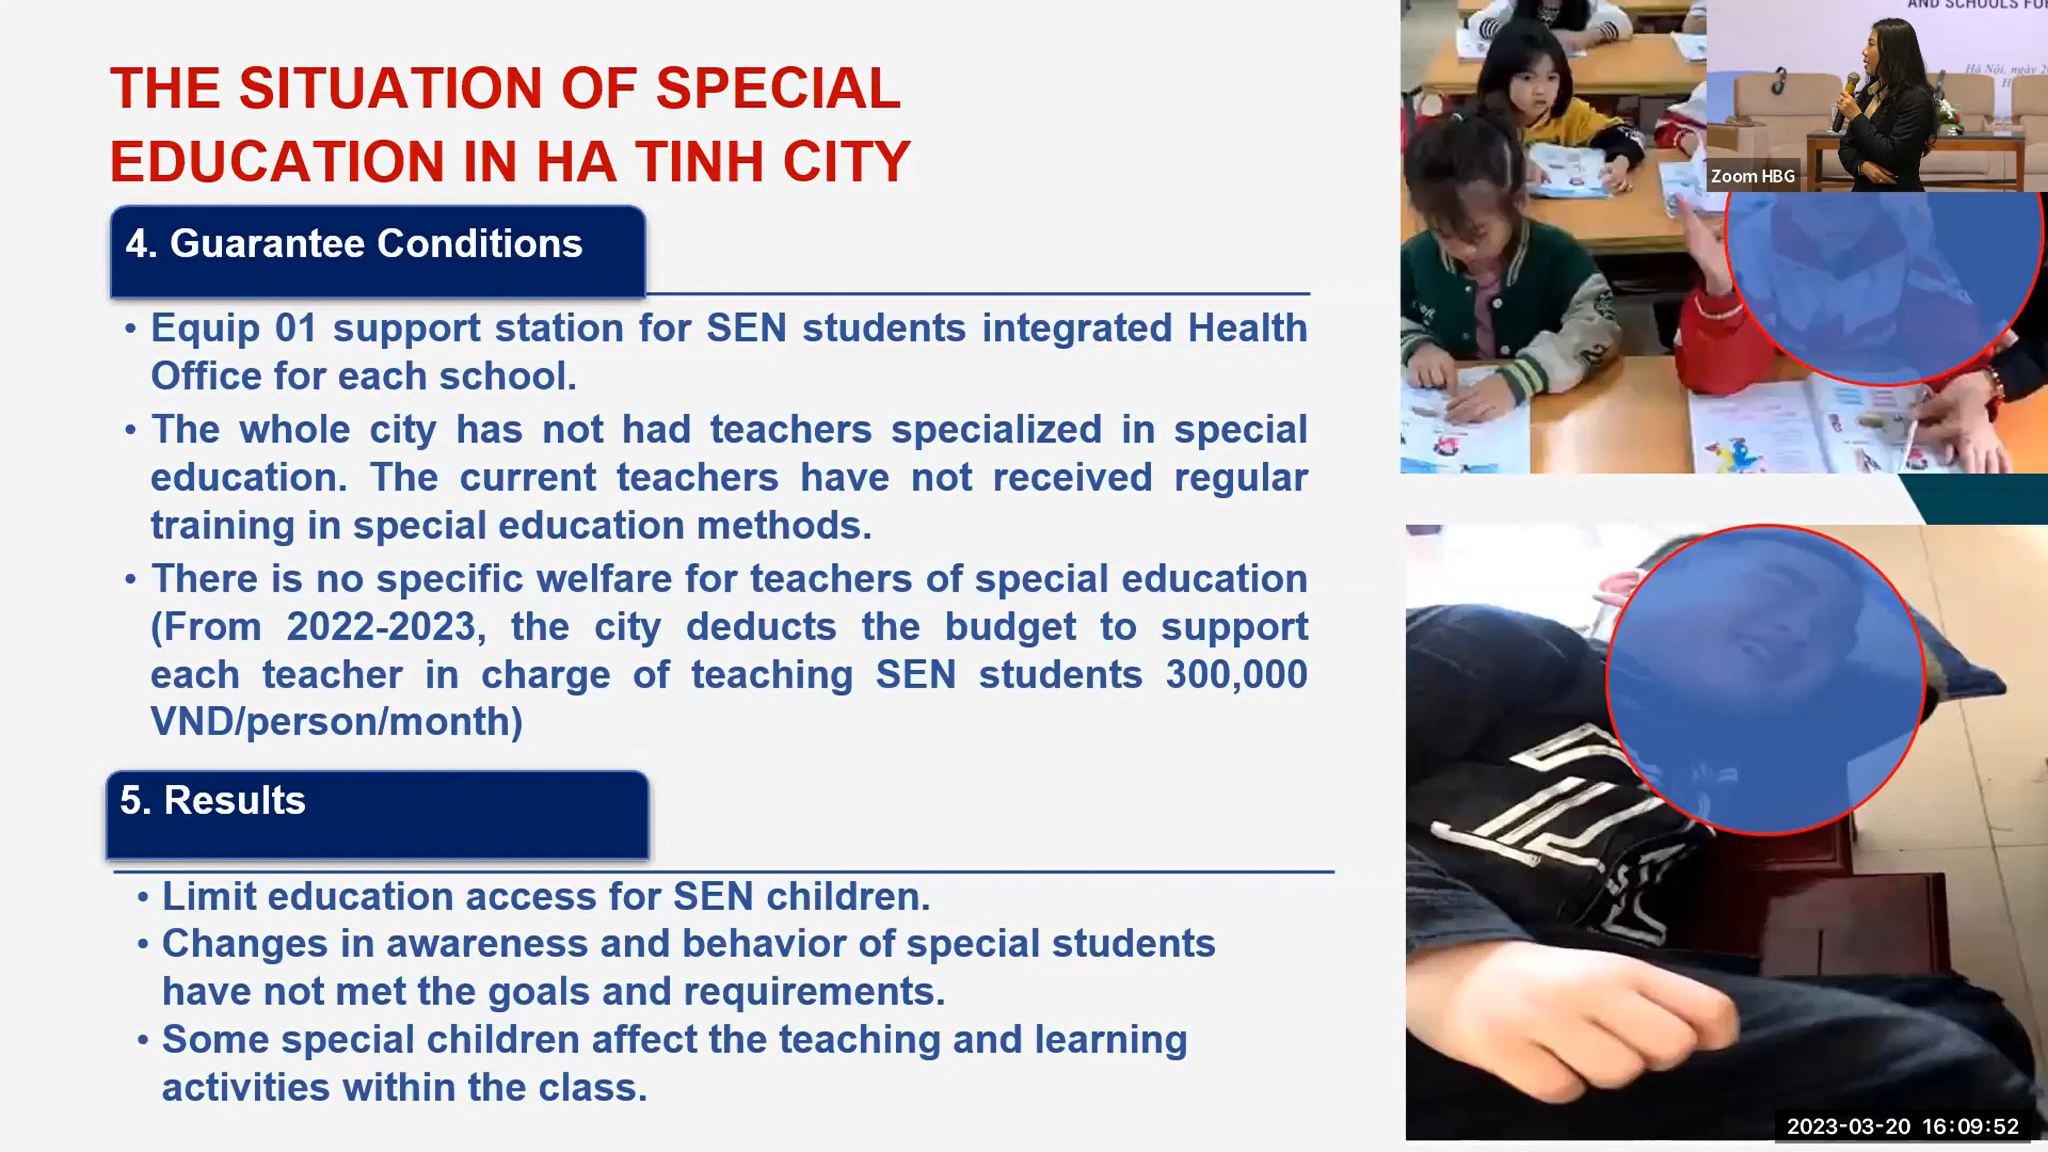 THE SITUATION OF SPECIAL
EDUCATION IN HA TINH CITY
4. Guarantee Conditions
• Equip 01 support station for SEN students integrated Health
Office for each school.
• The whole city has not had teachers specialized in special
education. The current teachers have not received regular
training in special education methods.
• There is no specific welfare for teachers of special education
(From 2022-2023, the city deducts the budget to support
each teacher in charge of teaching SEN students 300,000
VND/person/month)
5. Results
• Limit education access for SEN children.
• Changes in awareness and behavior of special students
have not met the goals and requirements.
• Some special children affect the teaching and learning
activities within the class.
AND SCHOOLS
Hà Nội, ngày
Zoom HBG
2023-03-20 16:09:52